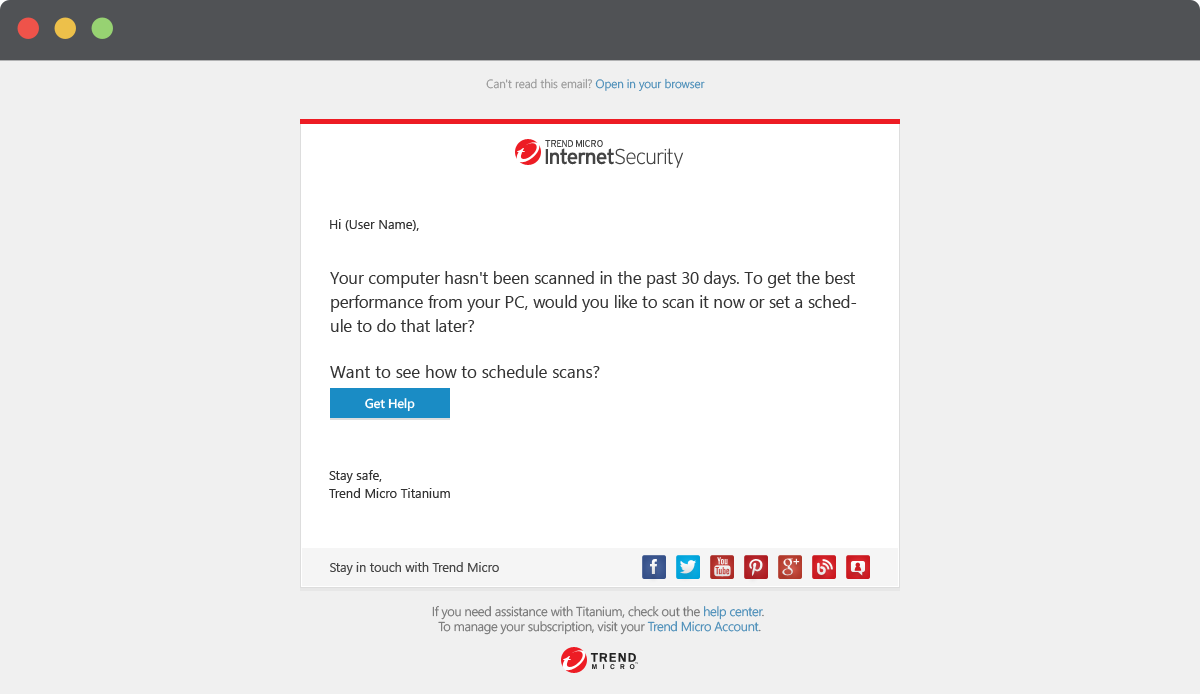 Can't read this email? Open in your browser
TREND MICRO
InternetSecurity
Hi (User Name),
Your computer hasn't been scanned in the past 30 days. To get the best
performance from your PC, would you like to scan it now or set a sched-
ule to do that later?
Want to see how to schedule scans?
Get Help
Stay safe,
Trend Micro Titanium
Stay in touch with Trend Micro
f
You
Tube
g+
If you need assistance with Titanium, check out the help center.
To manage your subscription, visit your Trend Micro Account.
TREND
MICRO